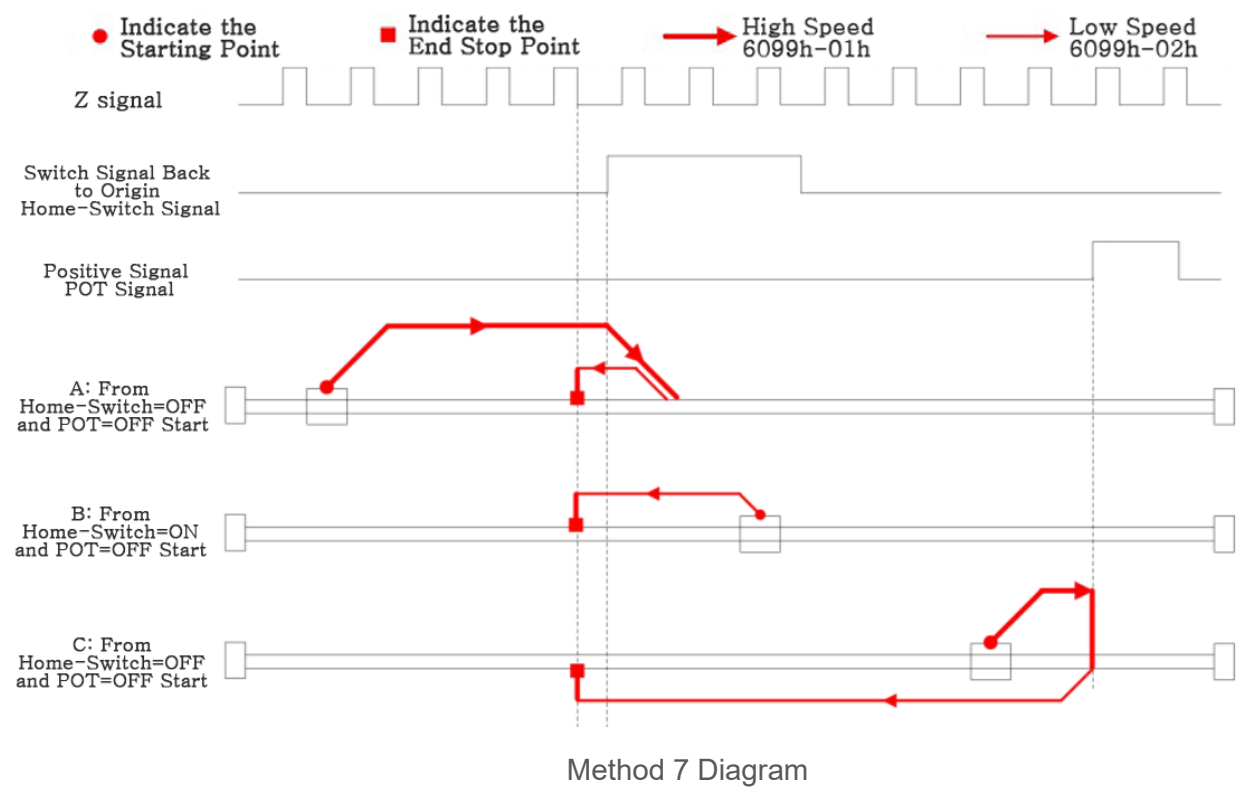 Indicate the
Starting Point
Indicate the
End Stop Point
High Speed
6099h-01h
Low Speed
6099h-02h
Z signal
Switch Signal Back
to Origin
Home-Switch Signal
Positive Signal
POT Signal
A: From
Home-Switch=OFF
and POT=OFF Start
B: From
Home-Switch=ON
and POT=OFF Start
C: From
Home-Switch=OFF
and POT=OFF Start
Method 7 Diagram